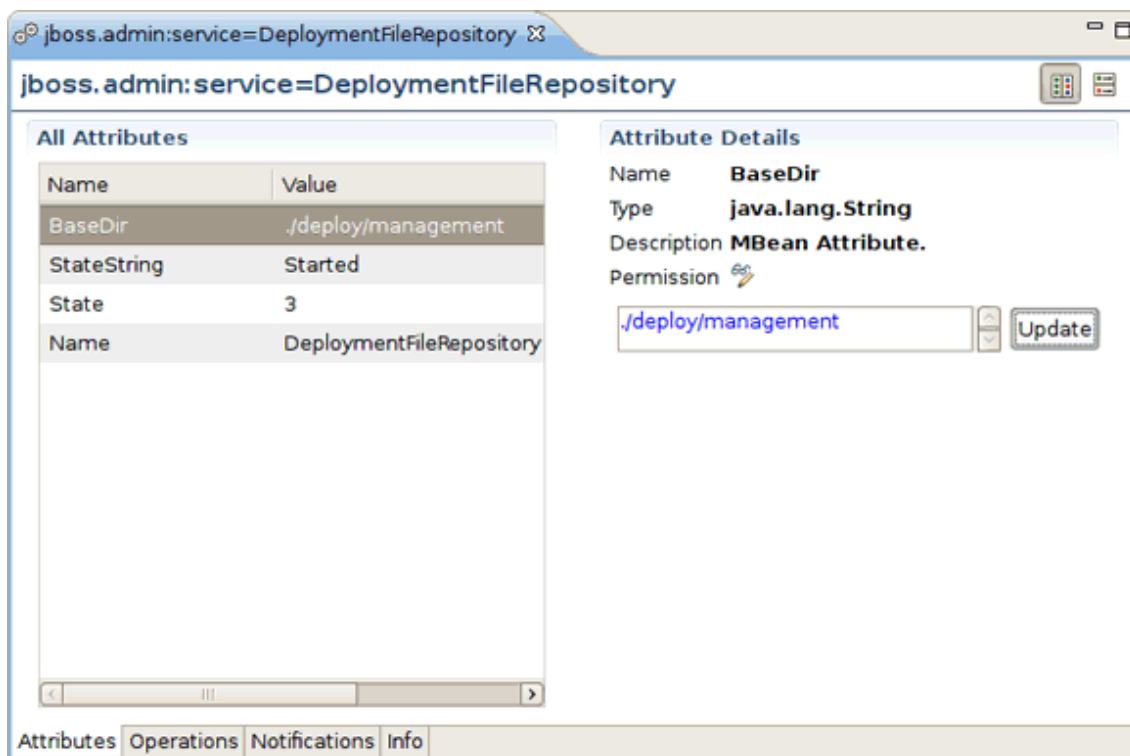 jboss.admin:service=DeploymentFileRepository
jboss.admin:service=DeploymentFileRepository
All Attributes
Name Value
BaseDir ./deploy/management
StateString Started
State 3
Name DeploymentFileRepository
Attribute Details
Name BaseDir
Type java.lang.String
Description MBean Attribute.
Permission
./deploy/management
Update
Attributes Operations Notifications Info